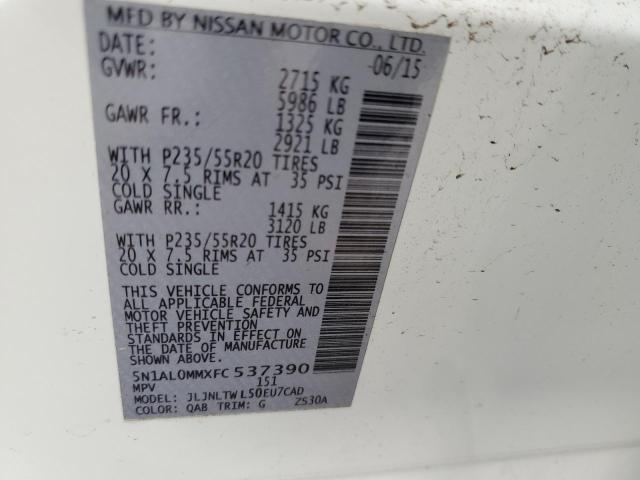 MFD BY NISSAN MOTOR CO., LTD.
DATE: 06/15
GVWR: 2715 KG
5986 LB
GAWR FR.: 1325 KG
2921 LB
WITH P235/55R20 TIRES
20 X 7.5 RIMS AT 35 PSI
COLD SINGLE
GAWR RR.: 1415 KG
3120 LB
WITH P235/55R20 TIRES
20 X 7.5 RIMS AT 35 PSI
COLD SINGLE
THIS VEHICLE CONFORMS TO
ALL APPLICABLE FEDERAL
MOTOR VEHICLE SAFETY AND
THEFT PREVENTION
STANDARDS IN EFFECT ON
THE DATE OF MANUFACTURE
SHOWN ABOVE.
5N1AL0MMXFC537390
MPV 151
MODEL: JLJNLTWL50EU7CAD
COLOR: QAB TRIM: G ZS30A